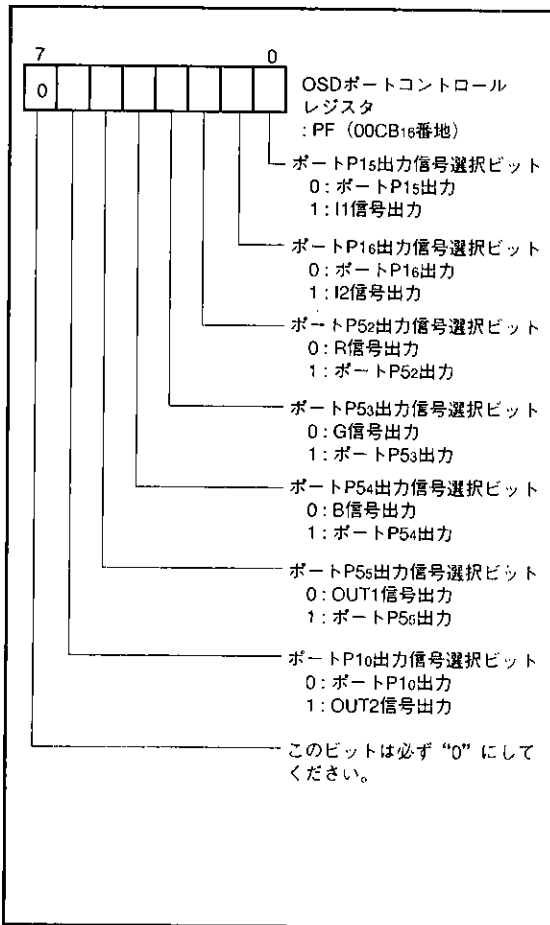 7 0
0
OSDポートコントロール
レジスタ
: PF (00CB16番地)
ポートP15出力信号選択ビット
0 : ポートP15出力
1 : I1信号出力
ポートP16出力信号選択ビット
0 : ポートP16出力
1 : I2信号出力
ポートP52出力信号選択ビット
0 : R信号出力
1 : ポートP52出力
ポートP53出力信号選択ビット
0 : G信号出力
1 : ポートP53出力
ポートP54出力信号選択ビット
0 : B信号出力
1 : ポートP54出力
ポートP55出力信号選択ビット
0 : OUT1信号出力
1 : ポートP55出力
ポートP10出力信号選択ビット
0 : ポートP10出力
1 : OUT2信号出力
このビットは必ず“0”にして
ください。